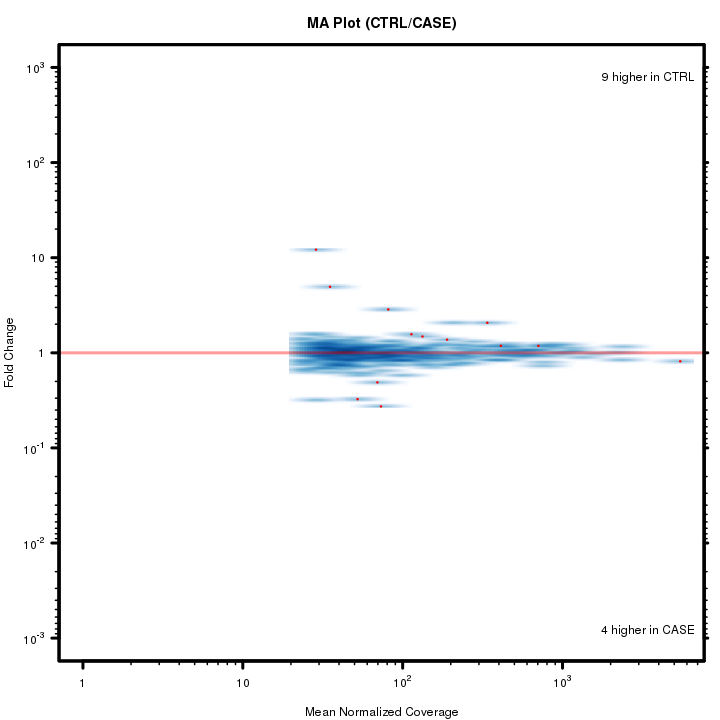 MA Plot (CTRL/CASE)
9 higher in CTRL
10³
10²
10
1
10⁻¹
10⁻²
10⁻³
Fold Change
4 higher in CASE
1 10 10² 10³
Mean Normalized Coverage